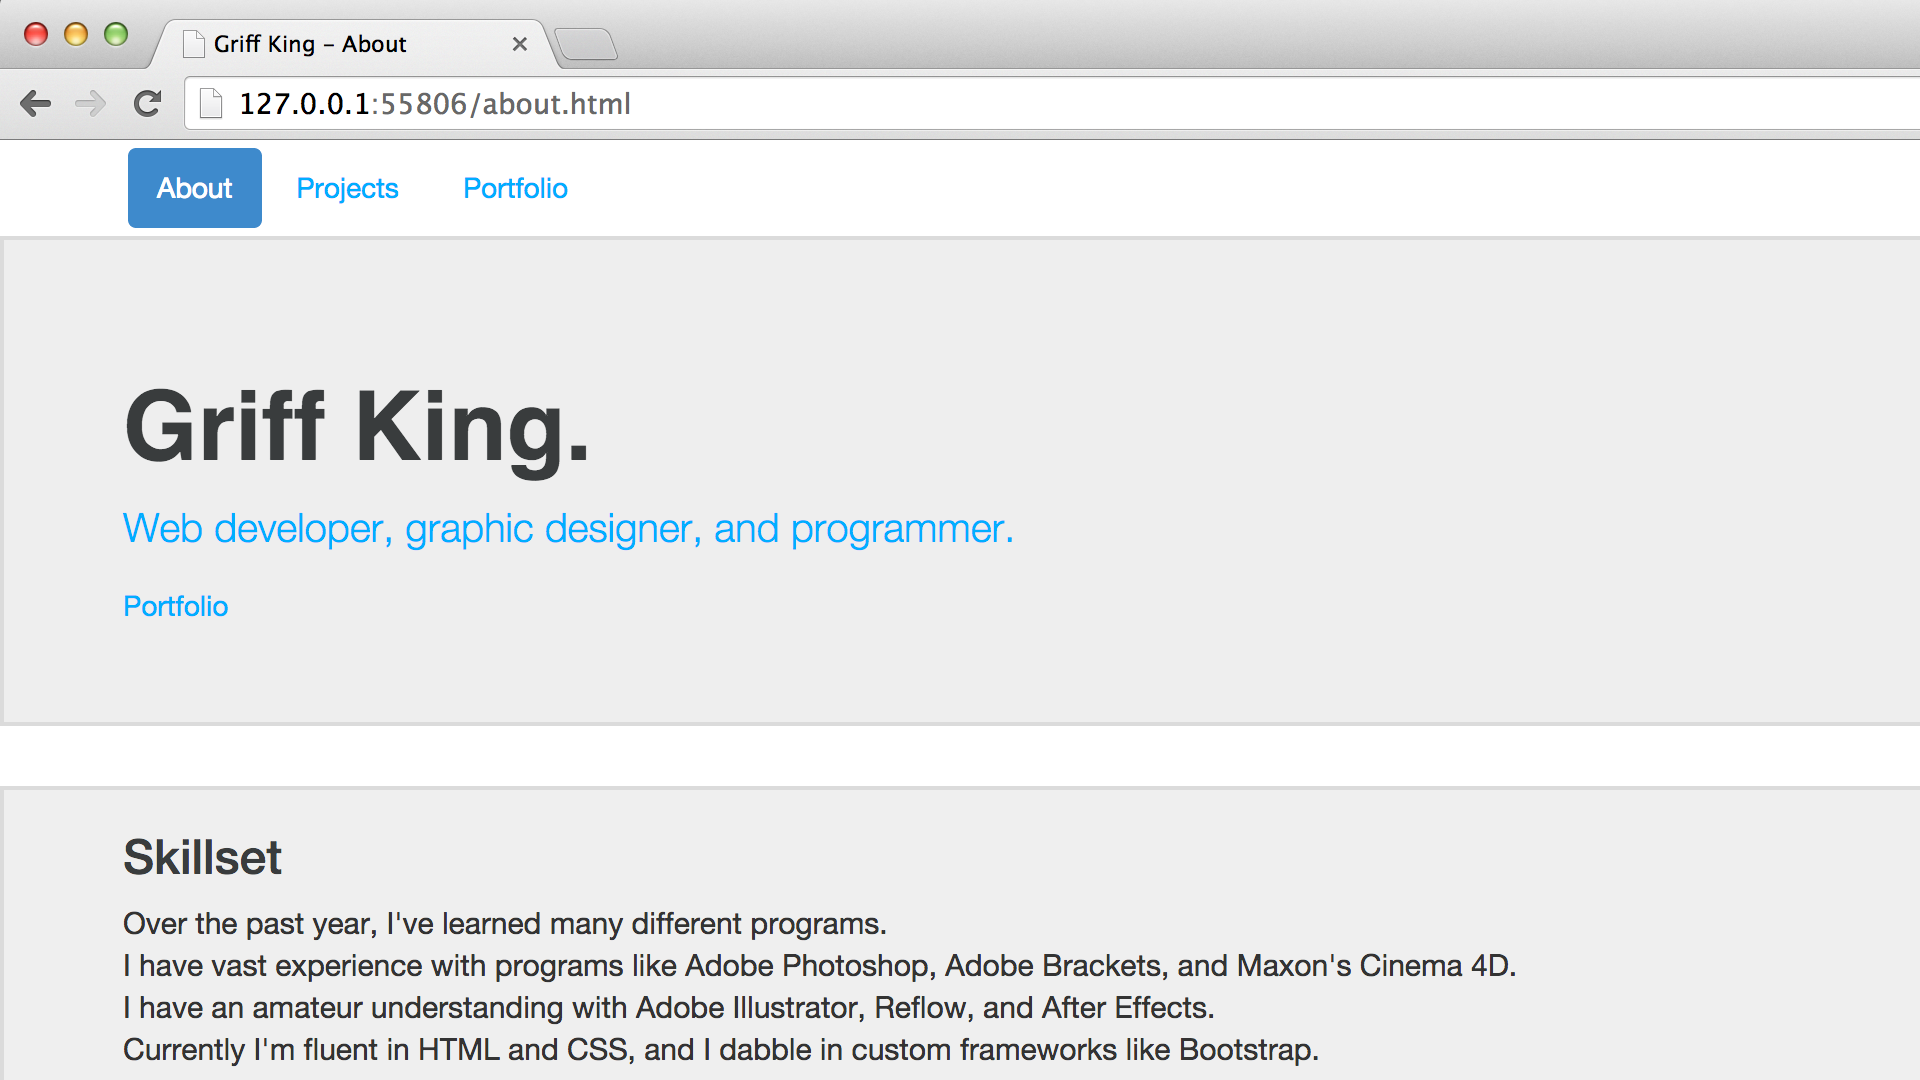 Griff King – About
127.0.0.1:55806/about.html
About Projects Portfolio
Griff King.
Web developer, graphic designer, and programmer.
Portfolio
Skillset
Over the past year, I've learned many different programs.
I have vast experience with programs like Adobe Photoshop, Adobe Brackets, and Maxon's Cinema 4D.
I have an amateur understanding with Adobe Illustrator, Reflow, and After Effects.
Currently I'm fluent in HTML and CSS, and I dabble in custom frameworks like Bootstrap.